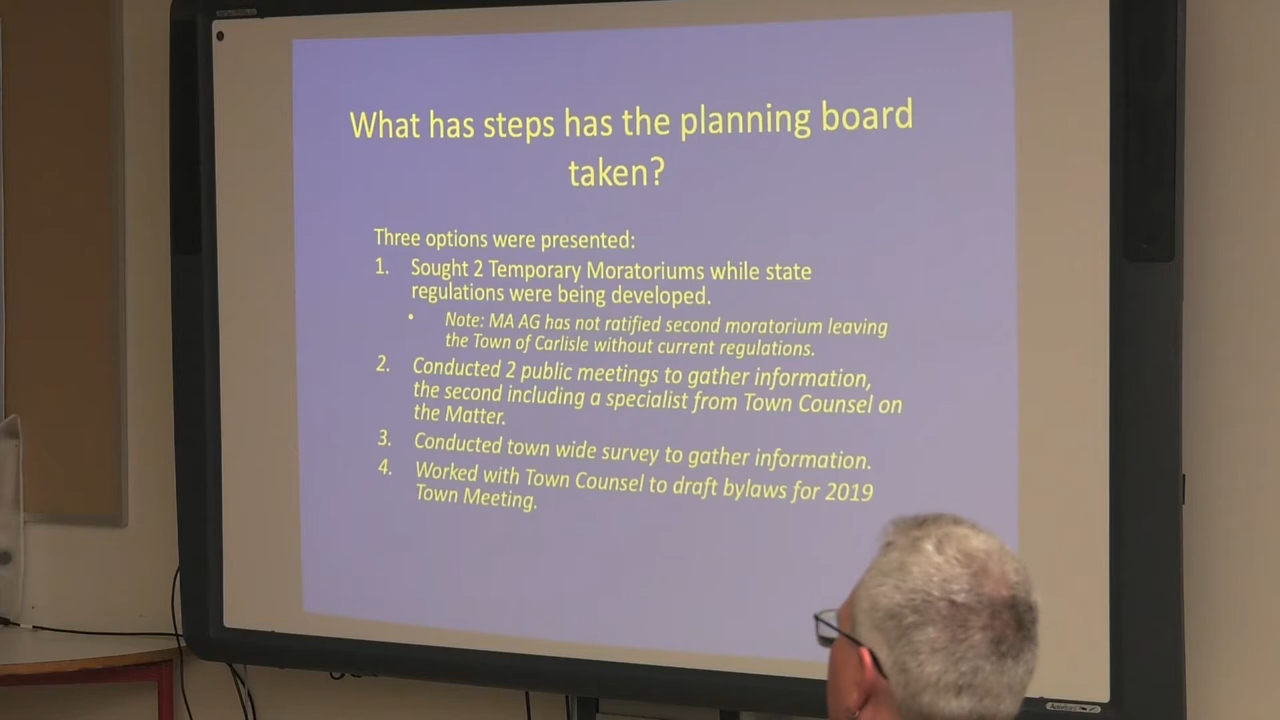 What has steps has the planning board
taken?
Three options were presented:
1. Sought 2 Temporary Moratoriums while state
regulations were being developed.
• Note: MA AG has not ratified second moratorium leaving
the Town of Carlisle without current regulations.
2. Conducted 2 public meetings to gather information,
the second including a specialist from Town Counsel on
the Matter.
3. Conducted town wide survey to gather information.
4. Worked with Town Counsel to draft bylaws for 2019
Town Meeting.